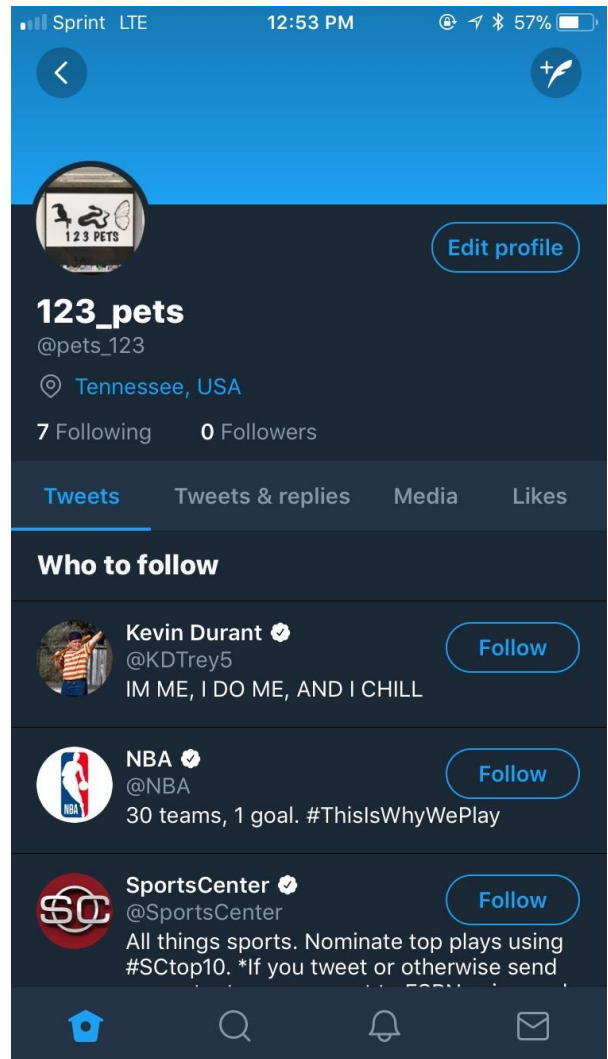 Sprint LTE 12:53 PM 57%
123 PETS
Edit profile
123_pets
@pets_123
Tennessee, USA
7 Following 0 Followers
Tweets Tweets & replies Media Likes
Who to follow
Kevin Durant
@KDTrey5
Follow
IM ME, I DO ME, AND I CHILL
NBA
@NBA
Follow
NBA
30 teams, 1 goal. #ThisIsWhyWePlay
SportsCenter
@SportsCenter
Follow
SC
All things sports. Nominate top plays using
#SCtop10. *If you tweet or otherwise send